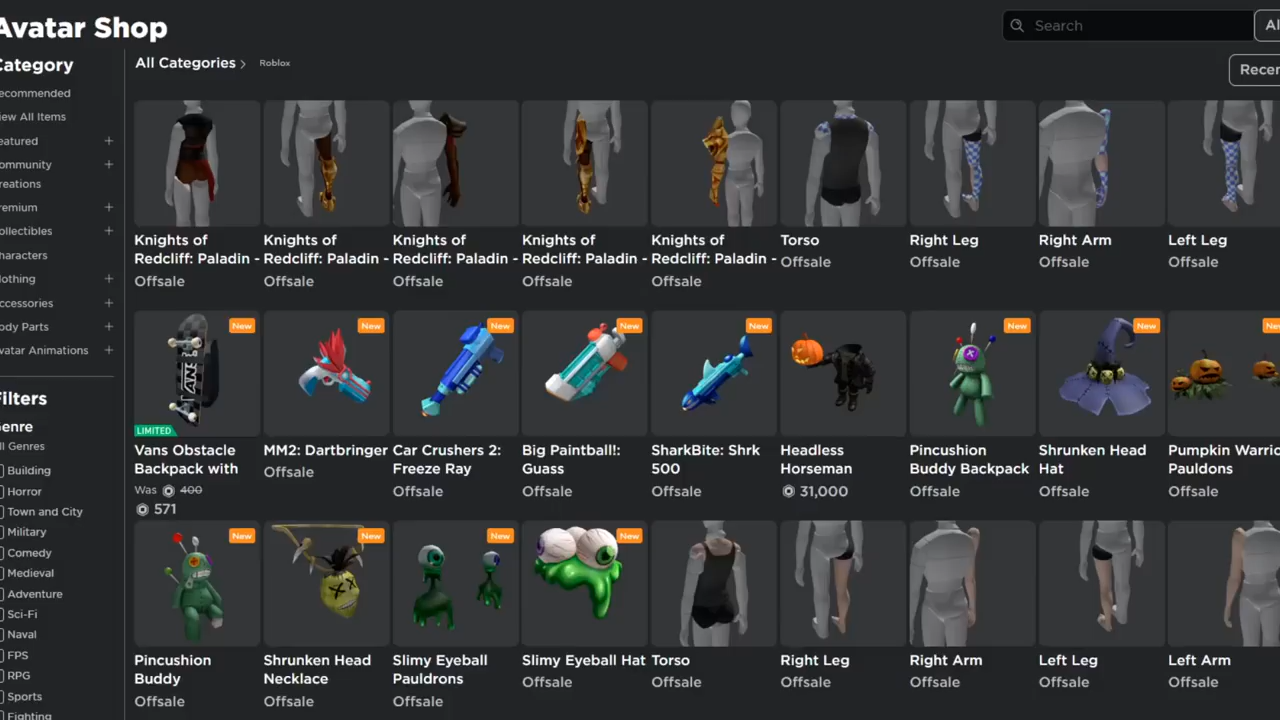 Avatar Shop
Search
Al
Category
All Categories
Roblox
Recen
ecommended
iew All Items
eatured
ommunity
reations
remium
ollectibles
haracters
lothing
ccessories
ody Parts
vatar Animations
Filters
Genre
ll Genres
Building
Horror
Town and City
Military
Comedy
Medieval
Adventure
Sci-Fi
Naval
FPS
RPG
Sports
Fighting
Knights of
Redcliff: Paladin -
Offsale
Knights of
Redcliff: Paladin -
Offsale
Knights of
Redcliff: Paladin -
Offsale
Knights of
Redcliff: Paladin -
Offsale
Knights of
Redcliff: Paladin -
Offsale
Torso
Offsale
Right Leg
Offsale
Right Arm
Offsale
Left Leg
Offsale
New
VANS
LIMITED
Vans Obstacle
Backpack with
Was 400
571
New
MM2: Dartbringer
Offsale
New
Car Crushers 2:
Freeze Ray
Offsale
New
Big Paintball!:
Guass
Offsale
New
SharkBite: Shrk
500
Offsale
Headless
Horseman
31,000
New
Pincushion
Buddy Backpack
Offsale
New
Shrunken Head
Hat
Offsale
New
Pumpkin Warrio
Pauldons
Offsale
New
Pincushion
Buddy
Offsale
New
Shrunken Head
Necklace
Offsale
New
Slimy Eyeball
Pauldrons
Offsale
New
Slimy Eyeball Hat
Offsale
Torso
Offsale
Right Leg
Offsale
Right Arm
Offsale
Left Leg
Offsale
Left Arm
Offsale